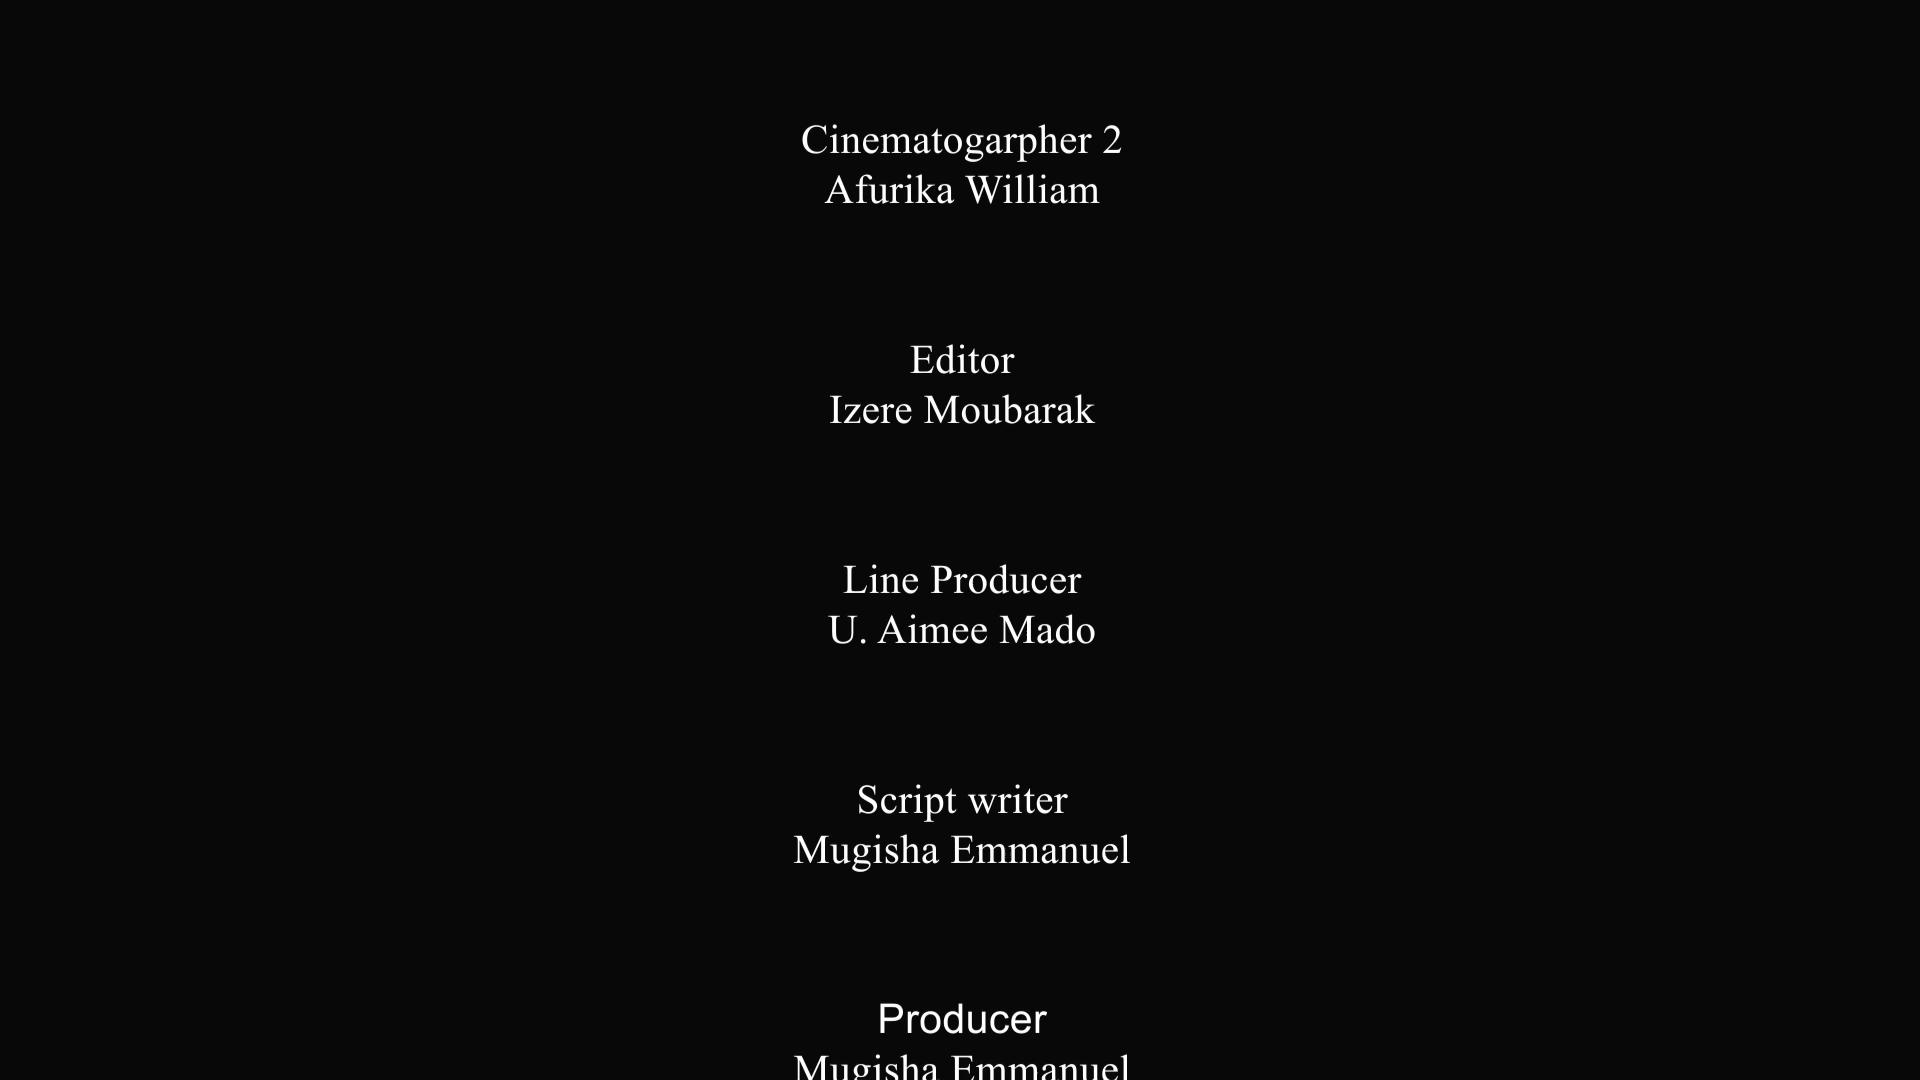 Cinematogarpher 2
Afurika William
Editor
Izere Moubarak
Line Producer
U. Aimee Mado
Script writer
Mugisha Emmanuel
Producer
Mugisha Emmanuel